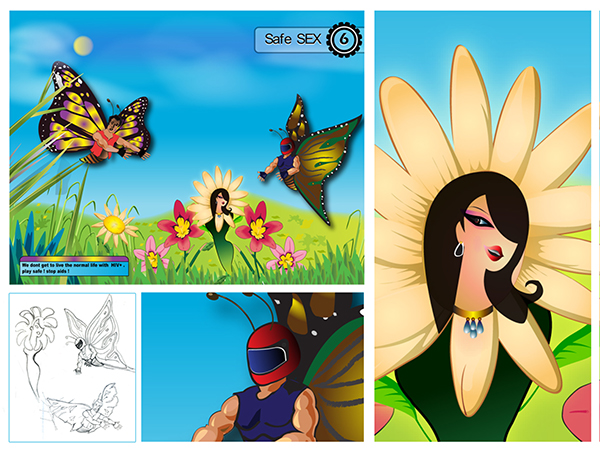 Safe SEX 6
We dont get to live the normal life with HIV+ ,
play safe ! stop aids !